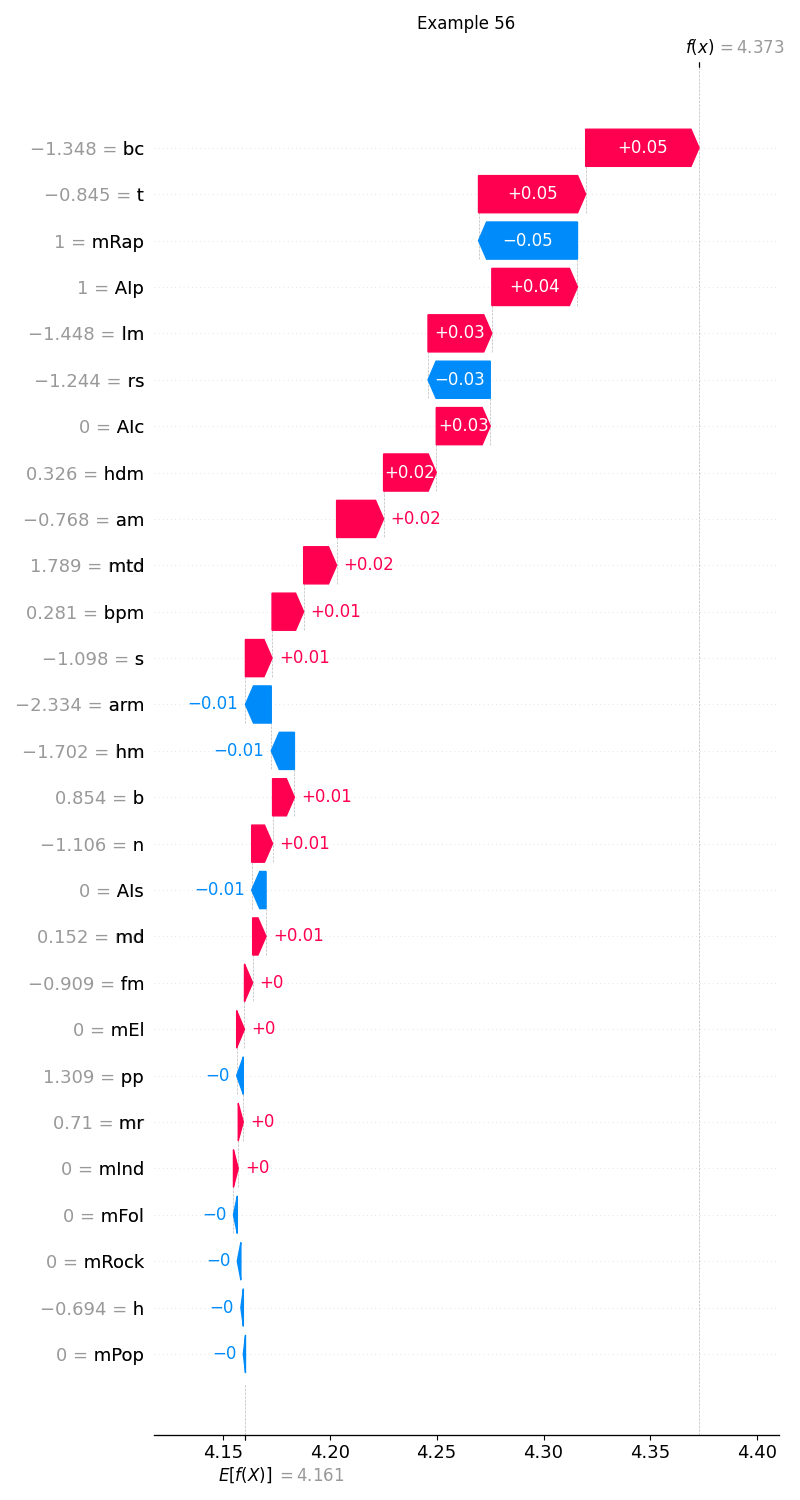 Example 56
f(x) = 4.373
−1.348 = bc +0.05
−0.845 = t +0.05
1 = mRap −0.05
1 = AIp +0.04
−1.448 = lm +0.03
−1.244 = rs −0.03
0 = AIc +0.03
0.326 = hdm +0.02
−0.768 = am +0.02
1.789 = mtd +0.02
0.281 = bpm +0.01
−1.098 = s +0.01
−2.334 = arm −0.01
−1.702 = hm −0.01
0.854 = b +0.01
−1.106 = n +0.01
0 = AIs −0.01
0.152 = md +0.01
−0.909 = fm +0
0 = mEl +0
1.309 = pp −0
0.71 = mr +0
0 = mInd +0
0 = mFol −0
0 = mRock −0
−0.694 = h −0
0 = mPop −0
4.15 4.20 4.25 4.30 4.35 4.40
E[f(X)] = 4.161